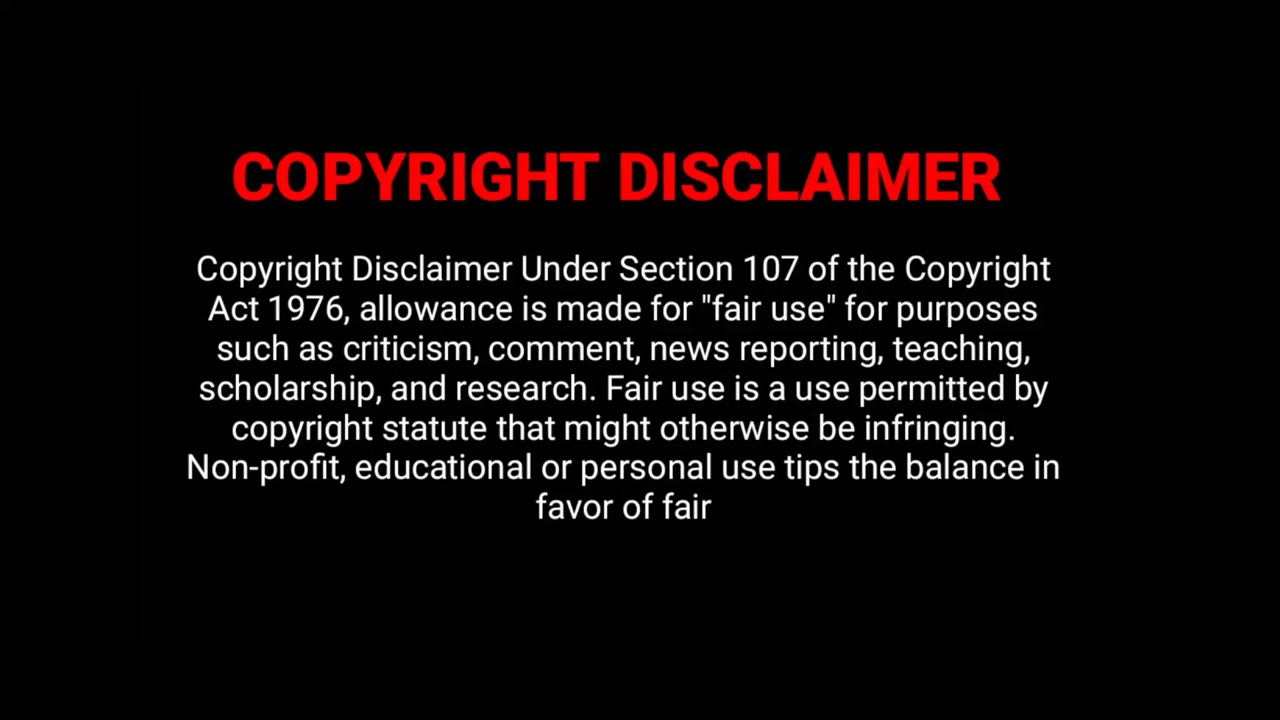 COPYRIGHT DISCLAIMER
Copyright Disclaimer Under Section 107 of the Copyright
Act 1976, allowance is made for "fair use" for purposes
such as criticism, comment, news reporting, teaching,
scholarship, and research. Fair use is a use permitted by
copyright statute that might otherwise be infringing.
Non-profit, educational or personal use tips the balance in
favor of fair